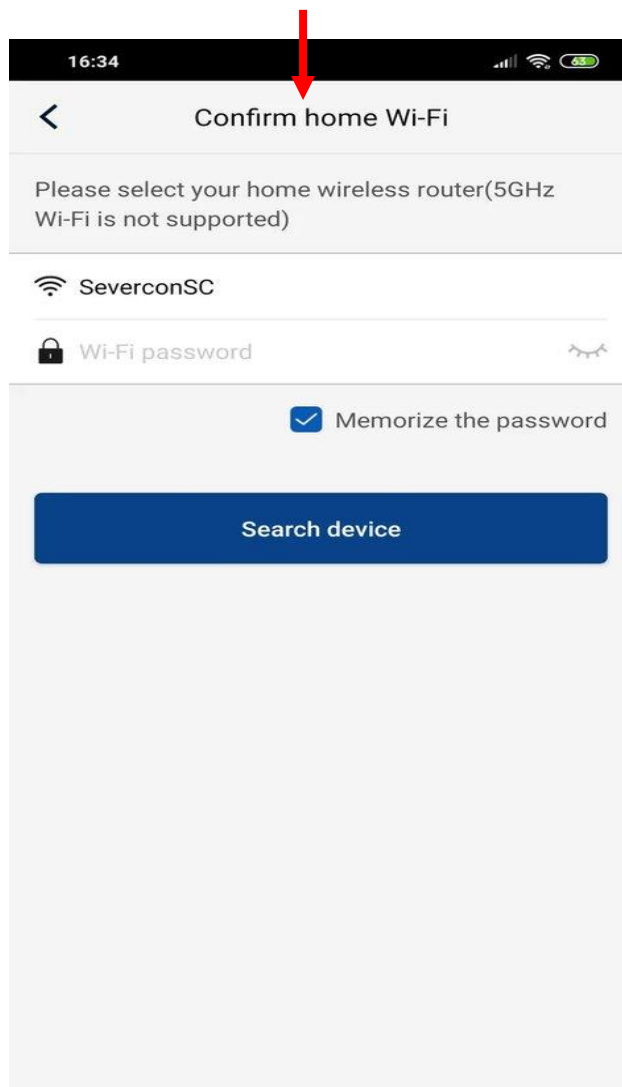 16:34
63
Confirm home Wi-Fi
Please select your home wireless router(5GHz
Wi-Fi is not supported)
SeverconSC
Wi-Fi password
Memorize the password
Search device